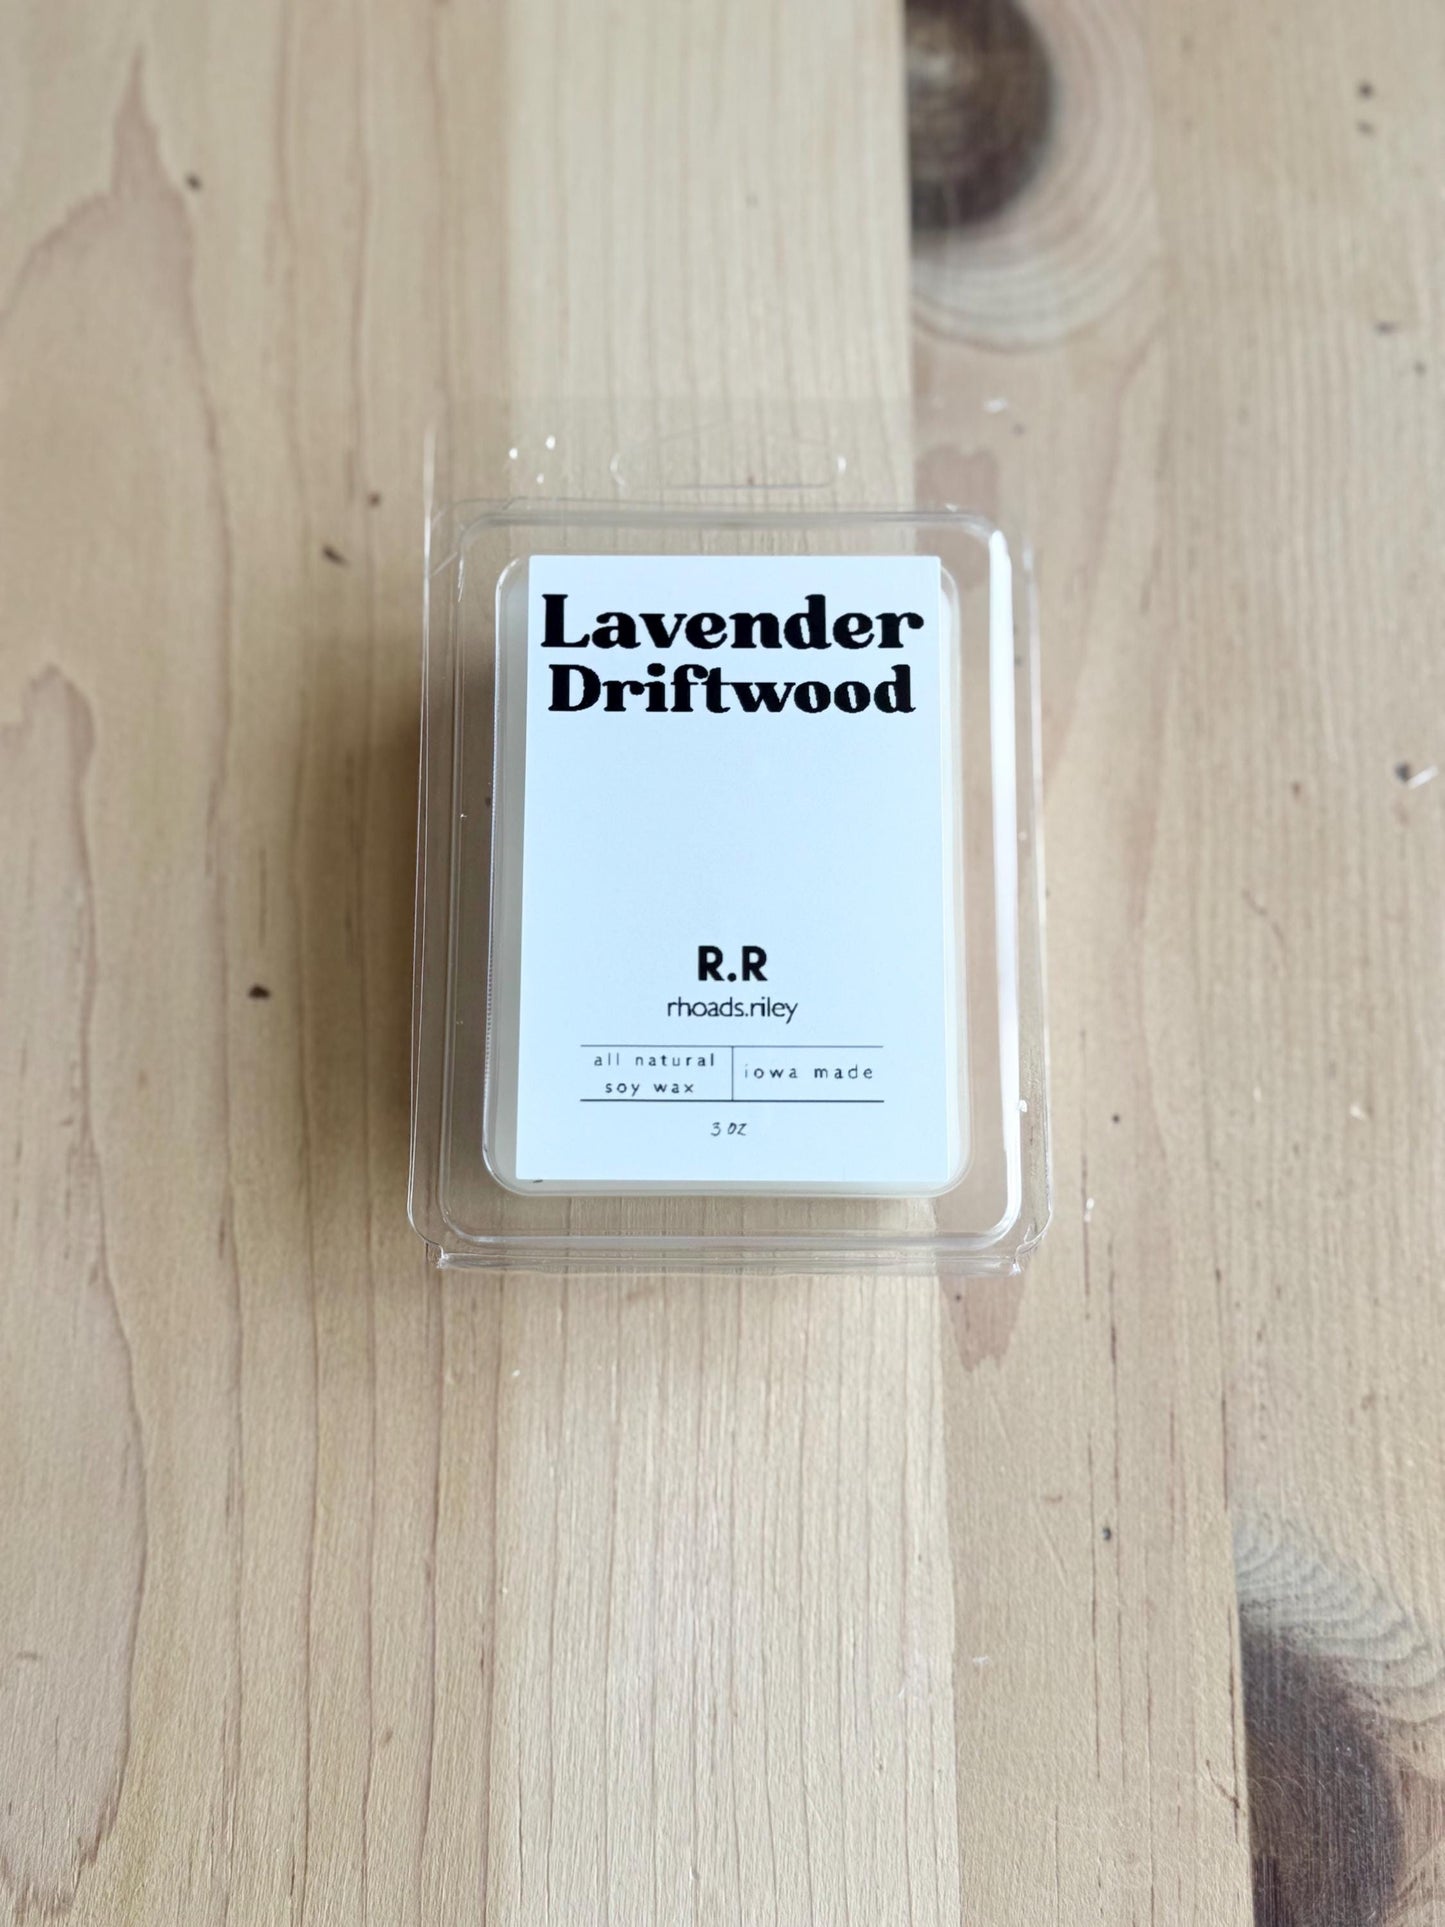 Lavender
Driftwood
R.R
rhoads.riley
all natural
soy wax
iowa made
3 oz